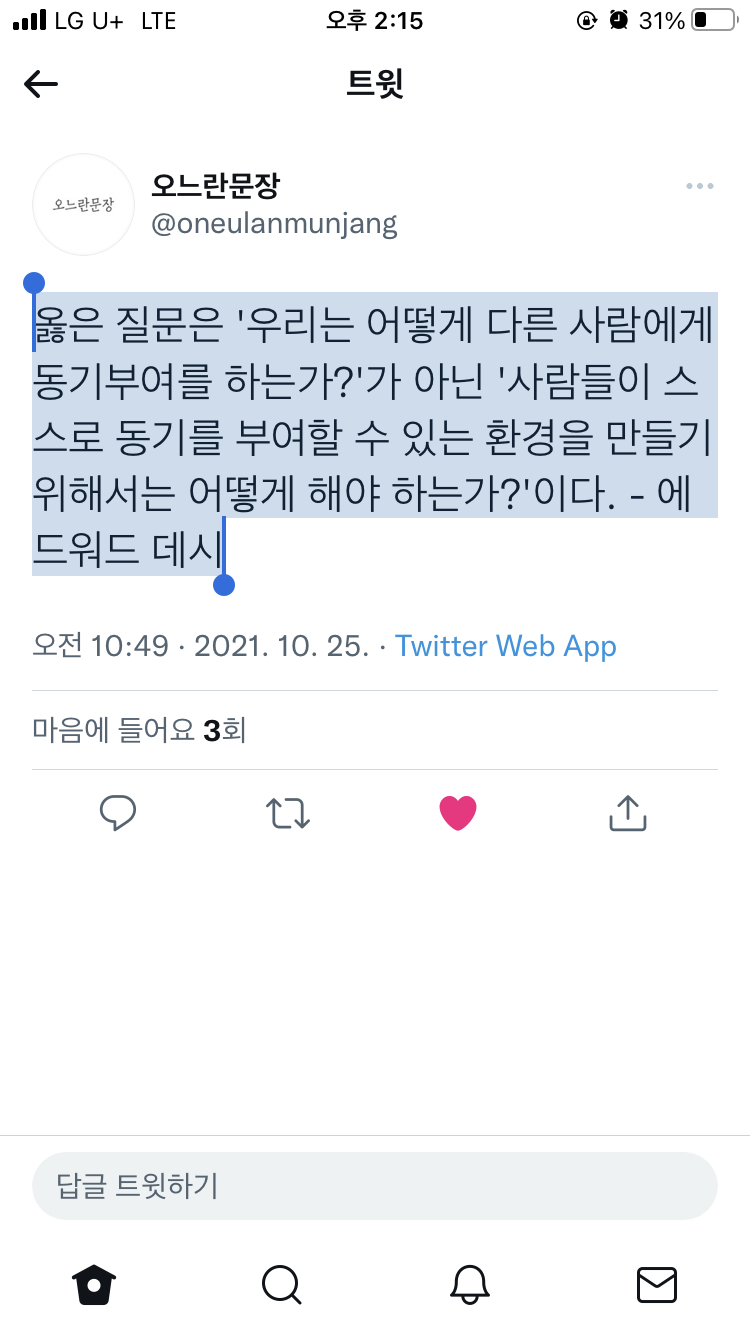 LG U+ LTE 오후 2:15 31%
트윗
오느란문장
오느란문장
@oneulanmunjang
옳은 질문은 '우리는 어떻게 다른 사람에게
동기부여를 하는가?'가 아닌 '사람들이 스
스로 동기를 부여할 수 있는 환경을 만들기
위해서는 어떻게 해야 하는가?'이다. - 에
드워드 데시
오전 10:49 · 2021. 10. 25. · Twitter Web App
마음에 들어요 3회
답글 트윗하기